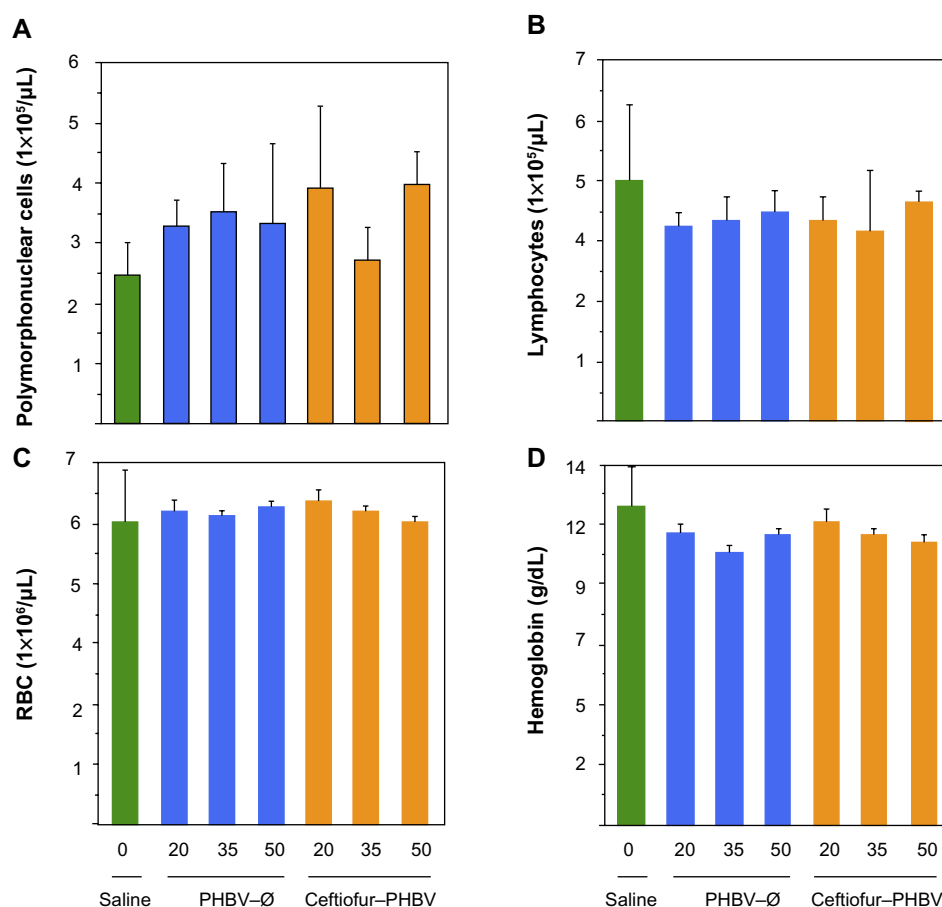 A
Polymorphonuclear cells (1×10⁵/µL)
6
5
4
3
2
1
B
Lymphocytes (1×10⁵/µL)
7
6
5
4
2
1
C
RBC (1×10⁶/µL)
7
6
5
4
2
1
0 20 35 50 20 35 50
Saline PHBV–Ø Ceftiofur–PHBV
D
Hemoglobin (g/dL)
14
12
9
7
5
2
0 20 35 50 20 35 50
Saline PHBV–Ø Ceftiofur–PHBV